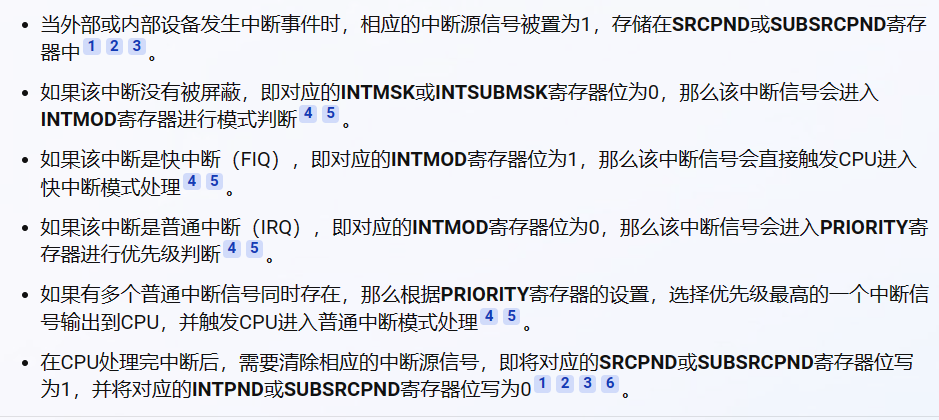 • 当外部或内部设备发生中断事件时，相应的中断源信号被置为1，存储在SRCPND或SUBSRCPND寄存
器中 1 2 3 。
• 如果该中断没有被屏蔽，即对应的INTMSK或INTSUBMSK寄存器位为0，那么该中断信号会进入
INTMOD寄存器进行模式判断 4 5 。
• 如果该中断是快中断（FIQ），即对应的INTMOD寄存器位为1，那么该中断信号会直接触发CPU进入
快中断模式处理 4 5 。
• 如果该中断是普通中断（IRQ），即对应的INTMOD寄存器位为0，那么该中断信号会进入PRIORITY寄
存器进行优先级判断 4 5 。
• 如果有多个普通中断信号同时存在，那么根据PRIORITY寄存器的设置，选择优先级最高的一个中断信
号输出到CPU，并触发CPU进入普通中断模式处理 4 5 。
• 在CPU处理完中断后，需要清除相应的中断源信号，即将对应的SRCPND或SUBSRCPND寄存器位写
为1，并将对应的INTPND或SUBSRCPND寄存器位写为0 1 2 3 6 。